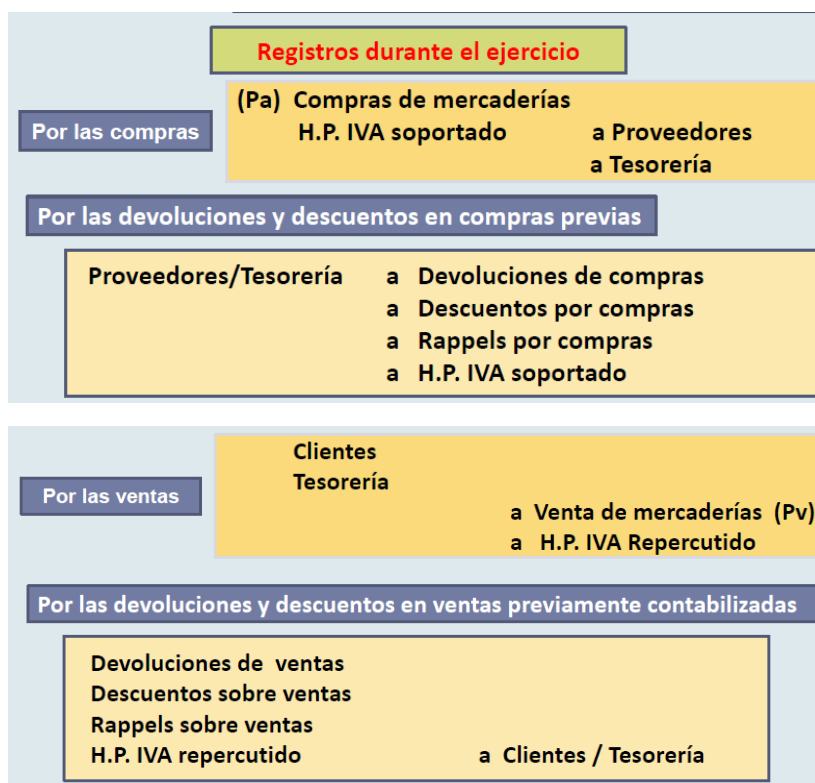 Registros durante el ejercicio
(Pa) Compras de mercaderías
Por las compras
H.P. IVA soportado a Proveedores
a Tesorería
Por las devoluciones y descuentos en compras previas
Proveedores/Tesorería a Devoluciones de compras
a Descuentos por compras
a Rappels por compras
a H.P. IVA soportado
Clientes
Tesorería
Por las ventas
a Venta de mercaderías (Pv)
a H.P. IVA Repercutido
Por las devoluciones y descuentos en ventas previamente contabilizadas
Devoluciones de ventas
Descuentos sobre ventas
Rappels sobre ventas
H.P. IVA repercutido a Clientes / Tesorería